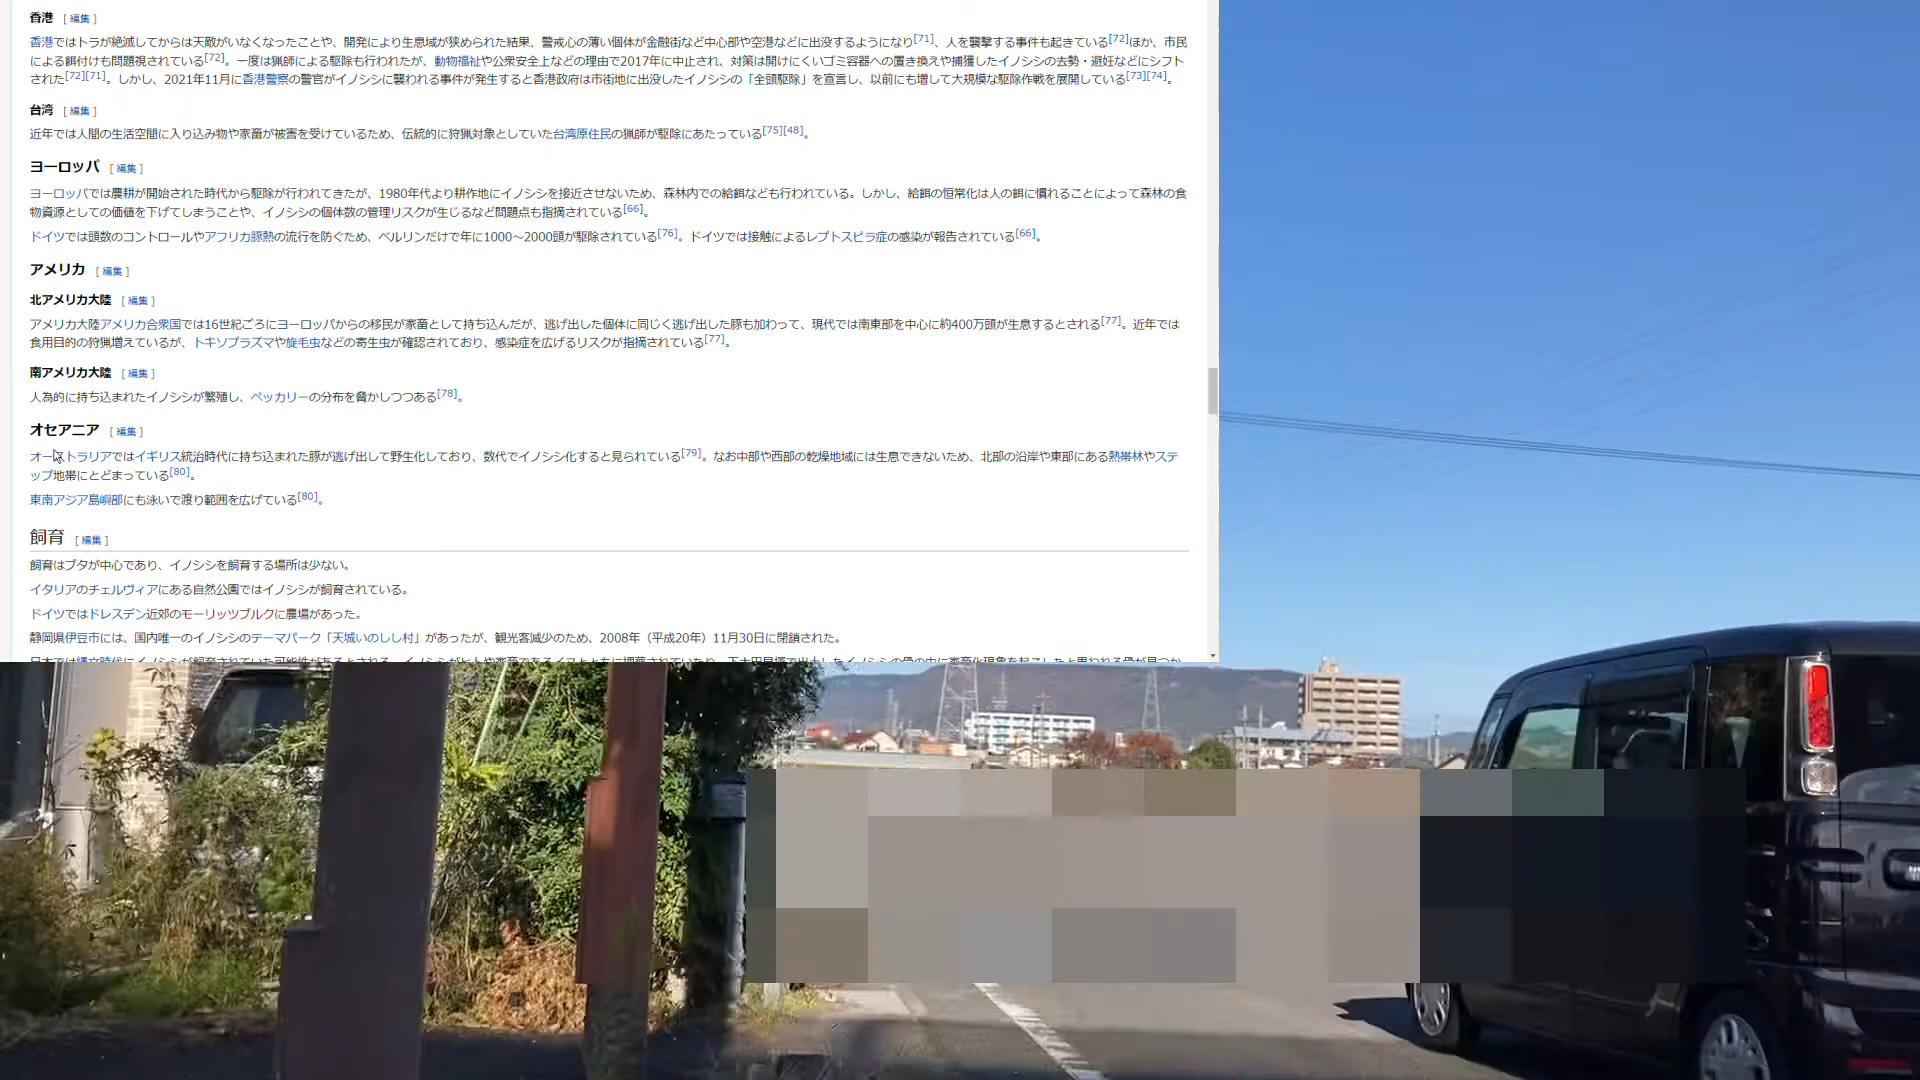 香港 [ 編集 ]
香港ではトラが絶滅してからは天敵がいなくなったことや、開発により生息域が狭められた結果、警戒心の薄い個体が金融街など中心部や空港などに出没するようになり[71]、人を襲撃する事件も起きている[72]ほか、市民
による餌付けも問題視されている[72]。一度は猟師による駆除も行われたが、動物福祉や公衆安全上などの理由で2017年に中止され、対策は開けにくいゴミ容器への置き換えや捕獲したイノシシの去勢・避妊などにシフト
された[72][71]。しかし、2021年11月に香港警察の警官がイノシシに襲われる事件が発生すると香港政府は市街地に出没したイノシシの「全頭駆除」を宣言し、以前にも増して大規模な駆除作戦を展開している[73][74]。
台湾 [ 編集 ]
近年では人間の生活空間に入り込み物や家畜が被害を受けているため、伝統的に狩猟対象としていた台湾原住民の猟師が駆除にあたっている[75][48]。
ヨーロッパ [ 編集 ]
ヨーロッパでは農耕が開始された時代から駆除が行われてきたが、1980年代より耕作地にイノシシを接近させないため、森林内での給餌なども行われている。しかし、給餌の恒常化は人の餌に慣れることによって森林の食
物資源としての価値を下げてしまうことや、イノシシの個体数の管理リスクが生じるなど問題点も指摘されている[66]。
ドイツでは頭数のコントロールやアフリカ豚熱の流行を防ぐため、ベルリンだけで年に1000〜2000頭が駆除されている[76]。ドイツでは接触によるレプトスピラ症の感染が報告されている[66]。
アメリカ [ 編集 ]
北アメリカ大陸 [ 編集 ]
アメリカ大陸アメリカ合衆国では16世紀ごろにヨーロッパからの移民が家畜として持ち込んだが、逃げ出した個体に同じく逃げ出した豚も加わって、現代では南東部を中心に約400万頭が生息するとされる[77]。近年では
食用目的の狩猟増えているが、トキソプラズマや旋毛虫などの寄生虫が確認されており、感染症を広げるリスクが指摘されている[77]。
南アメリカ大陸 [ 編集 ]
人為的に持ち込まれたイノシシが繁殖し、ペッカリーの分布を脅かしつつある[78]。
オセアニア [ 編集 ]
オーストラリアではイギリス統治時代に持ち込まれた豚が逃げ出して野生化しており、数代でイノシシ化すると見られている[79]。なお中部や西部の乾燥地域には生息できないため、北部の沿岸や東部にある熱帯林やステ
ップ地帯にとどまっている[80]。
東南アジア島嶼部にも泳いで渡り範囲を広げている[80]。
飼育 [ 編集 ]
飼育はブタが中心であり、イノシシを飼育する場所は少ない。
イタリアのチェルヴィアにある自然公園ではイノシシが飼育されている。
ドイツではドレスデン近郊のモーリッツブルクに農場があった。
静岡県伊豆市には、国内唯一のイノシシのテーマパーク「天城いのしし村」があったが、観光客減少のため、2008年（平成20年）11月30日に閉鎖された。